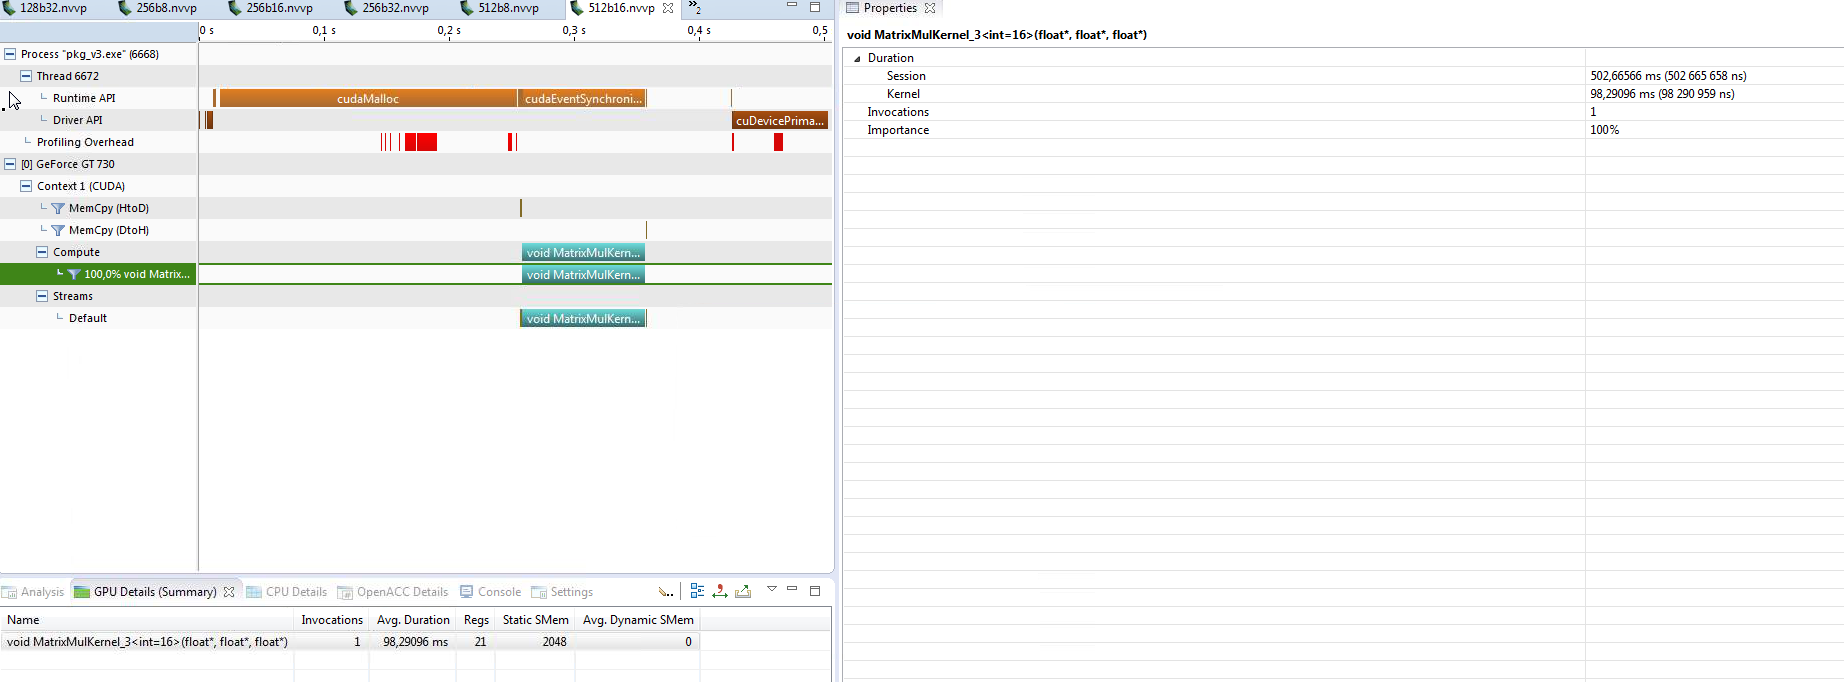 128b32.nvvp 256b8.nvvp 256b16.nvvp 256b32.nvvp 512b8.nvvp 512b16.nvvp »2
0 s 0,1 s 0,2 s 0,3 s 0,4 s 0,5
Process "pkg_v3.exe" (6668)
Thread 6672
Runtime API cudaMalloc cudaEventSynchroni...
Driver API cuDevicePrima...
Profiling Overhead
[0] GeForce GT 730
Context 1 (CUDA)
MemCpy (HtoD)
MemCpy (DtoH)
Compute void MatrixMulKern...
100,0% void Matrix... void MatrixMulKern...
Streams
Default void MatrixMulKern...
Analysis GPU Details (Summary) CPU Details OpenACC Details Console Settings
Name Invocations Avg. Duration Regs Static SMem Avg. Dynamic SMem
void MatrixMulKernel_3<int=16>(float*, float*, float*) 1 98,29096 ms 21 2048 0
Properties
void MatrixMulKernel_3<int=16>(float*, float*, float*)
Duration
Session 502,66566 ms (502 665 658 ns)
Kernel 98,29096 ms (98 290 959 ns)
Invocations 1
Importance 100%